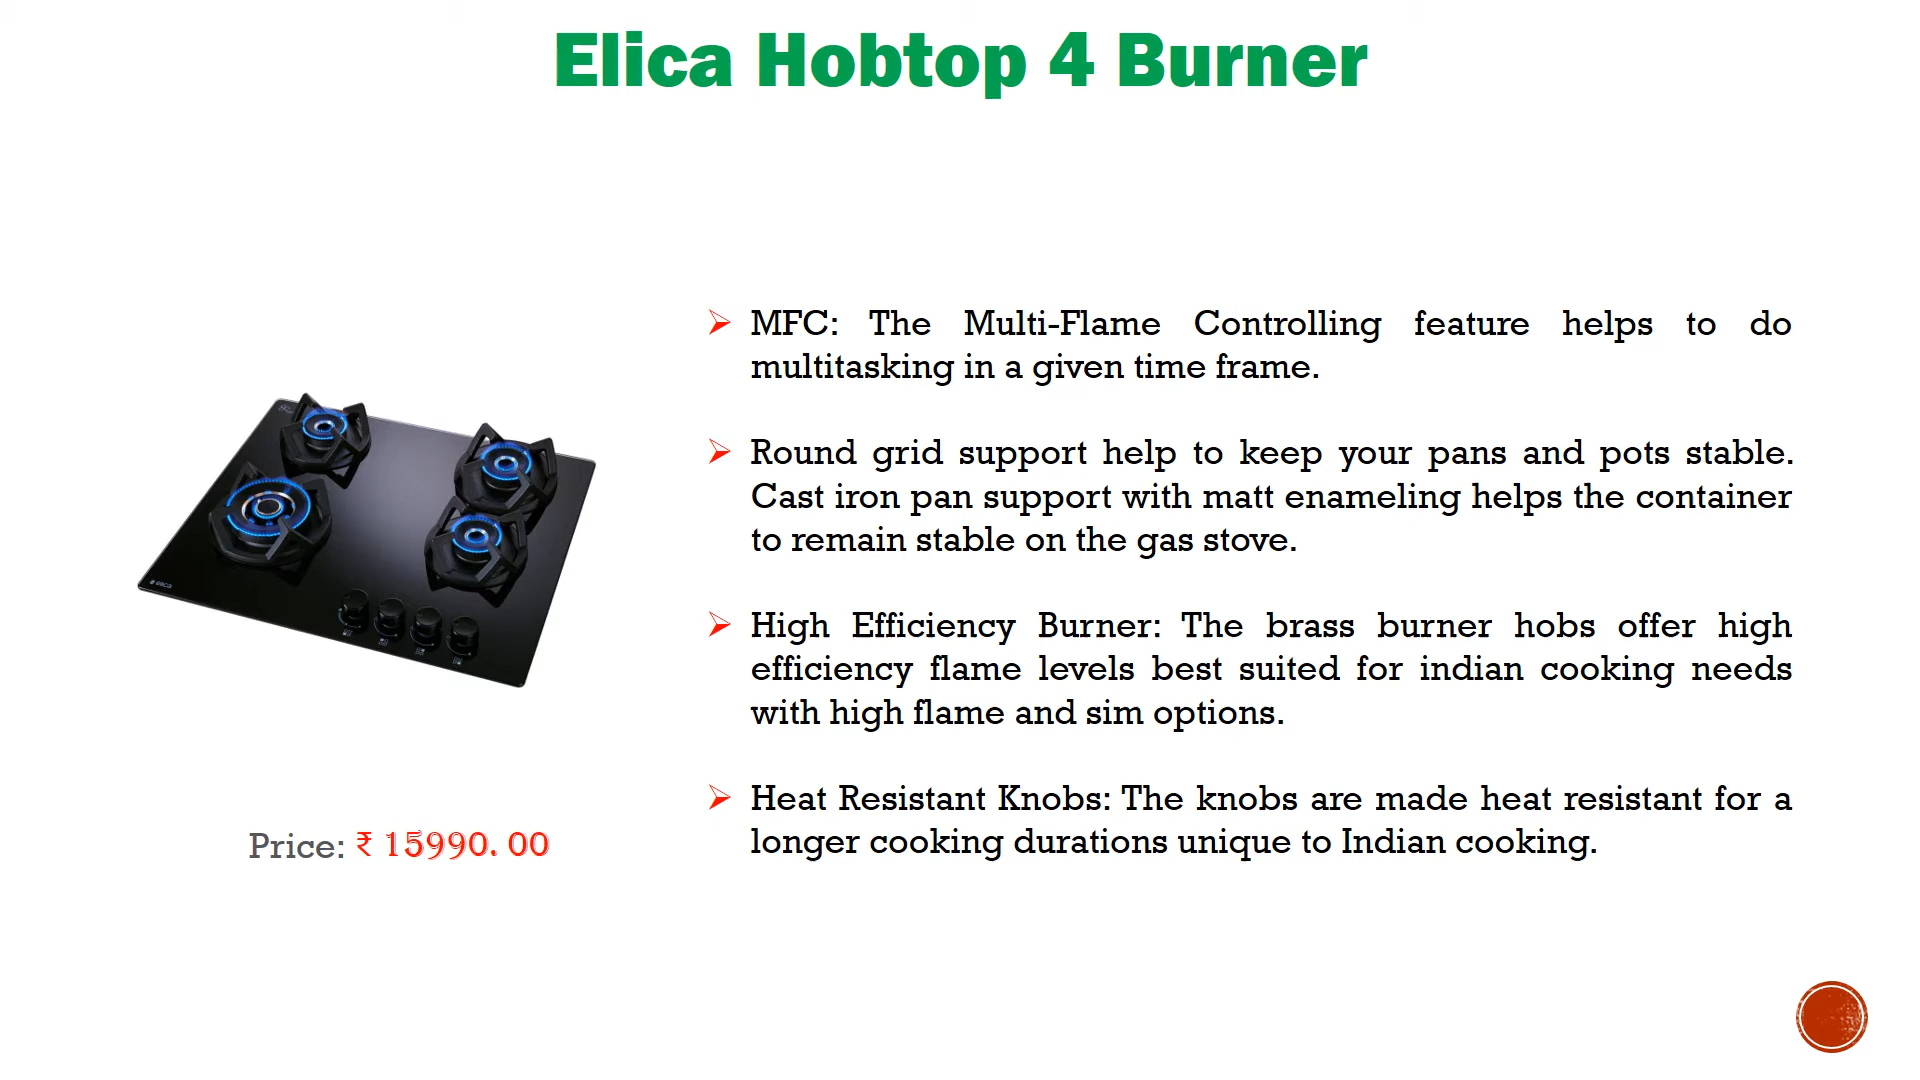 Elica Hobtop 4 Burner
MFC: The Multi-Flame Controlling feature helps to do
multitasking in a given time frame.
Round grid support help to keep your pans and pots stable.
Cast iron pan support with matt enameling helps the container
to remain stable on the gas stove.
High Efficiency Burner: The brass burner hobs offer high
efficiency flame levels best suited for indian cooking needs
with high flame and sim options.
Heat Resistant Knobs: The knobs are made heat resistant for a
longer cooking durations unique to Indian cooking.
elica
Price: ₹ 15990. 00